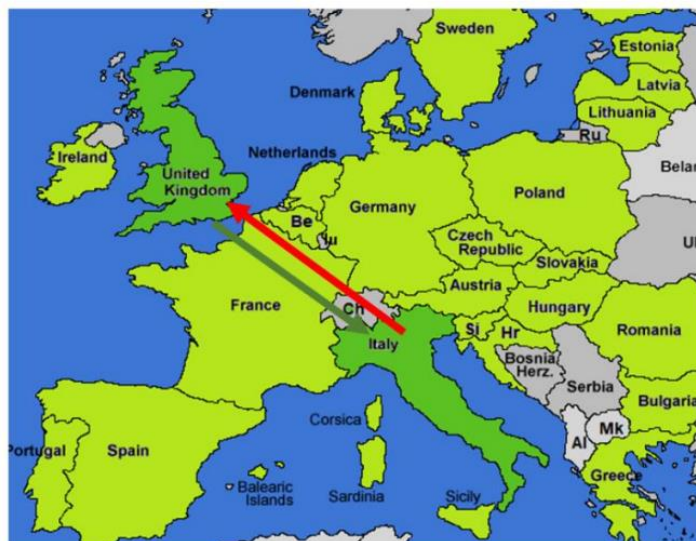 Sweden
Estonia
Latvia
Denmark
Lithuania
Ru
Ireland
United
Kingdom
Netherlands
Belar
Poland
Be
Germany
lu
Czech
Republic
Uk
Slovakia
France
Austria
Ch
Hungary
Italy
Si
Hr
Romania
Bosnia
Herz.
Serbia
Bulgaria
Corsica
Al
Mk
Portugal
Spain
Balearic
Islands
Sardinia
Sicily
Greece